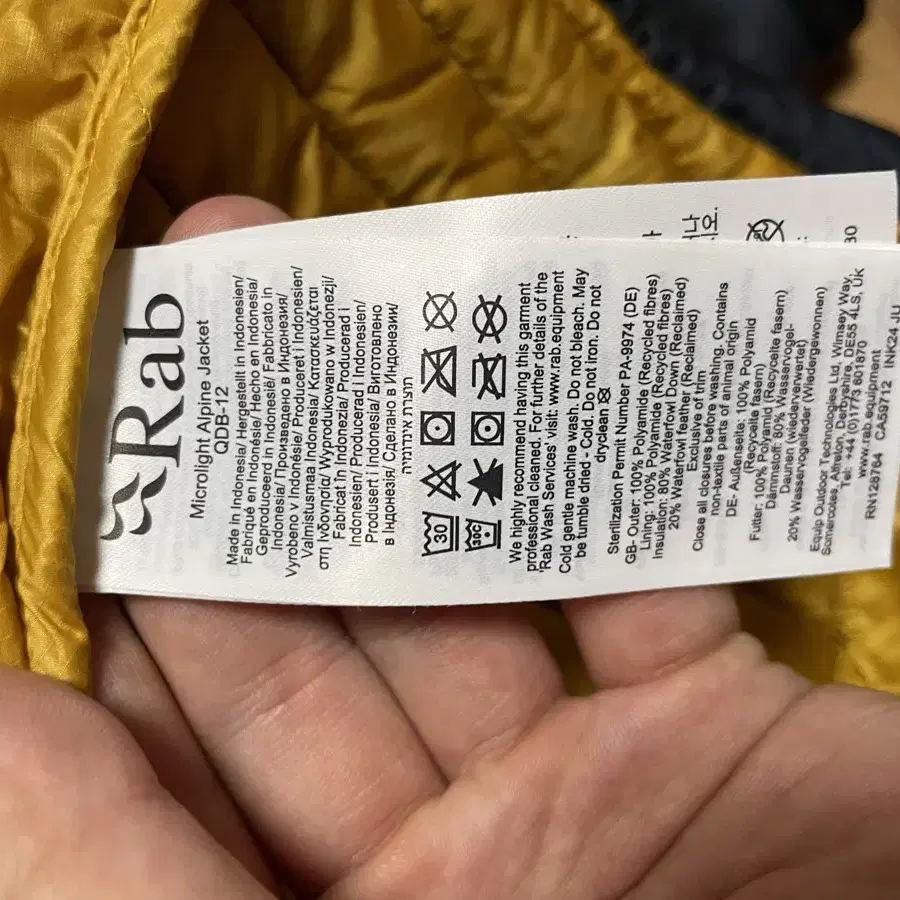 Rab
Microlight Alpine Jacket
QDB-12
Made in Indonesia/ Hergestellt in Indonesien/
Fabriqué en Indonésie/ Hecho en Indonesia/
Geproduceerd in Indonesië/ Fabbricato in
Indonesia/ Произведено в Индонезия/
Vyrobeno v Indonésie/ Produceret i Indonesien/
Valmistusmaa Indonesia/ Κατασκευάζεται
στη Ινδονησία/ Wyprodukowano w Indonezji/
Fabricat în Indonezia/ Producerad i
Indonesien/ Producerad i Indonesien/
Produsert i Indonesia/ Виготовлено
в Індонезія/ Сделано в Индонезии/
תוצרת אינדונזיה
30
30C
We highly recommend having this garment
professional cleaned. For further details of the
'Rab Wash Services' visit: www.rab.equipment
Cold gentle machine wash. Do not bleach. May
be tumble dried - Cold. Do not Iron. Do not
dryclean
Sterilization Permit Number PA-9974 (DE)
GB- Outer: 100% Polyamide (Recycled fibres)
Lining: 100% Polyamide (Recycled fibres)
Insulation: 80% Waterfowl Down (Reclaimed)
20% Waterfowl feather /Reclaimed)
Close all closures before washing. Contains
non-textile parts of animal origin
Exclusive of trim
DE- Außenseite: 100% Polyamid
(Recycelte fasern)
Futter: 100% Polyamid (Recycelte fasern)
Dämmstoff: 80% Wasservogel-
Daunen (wiederverwertet)
20% Wasservogelfeder (Wiedergewonnen)
Equip Outdoor Technologies Ltd, Wimsey Way,
Somercotes, Alfreton, Derbyshire, DE55 4LS, UK
Tel: +44 (0)1773 601870
www.rab.equipment
RN128764 CA59712 INK24 JU
30